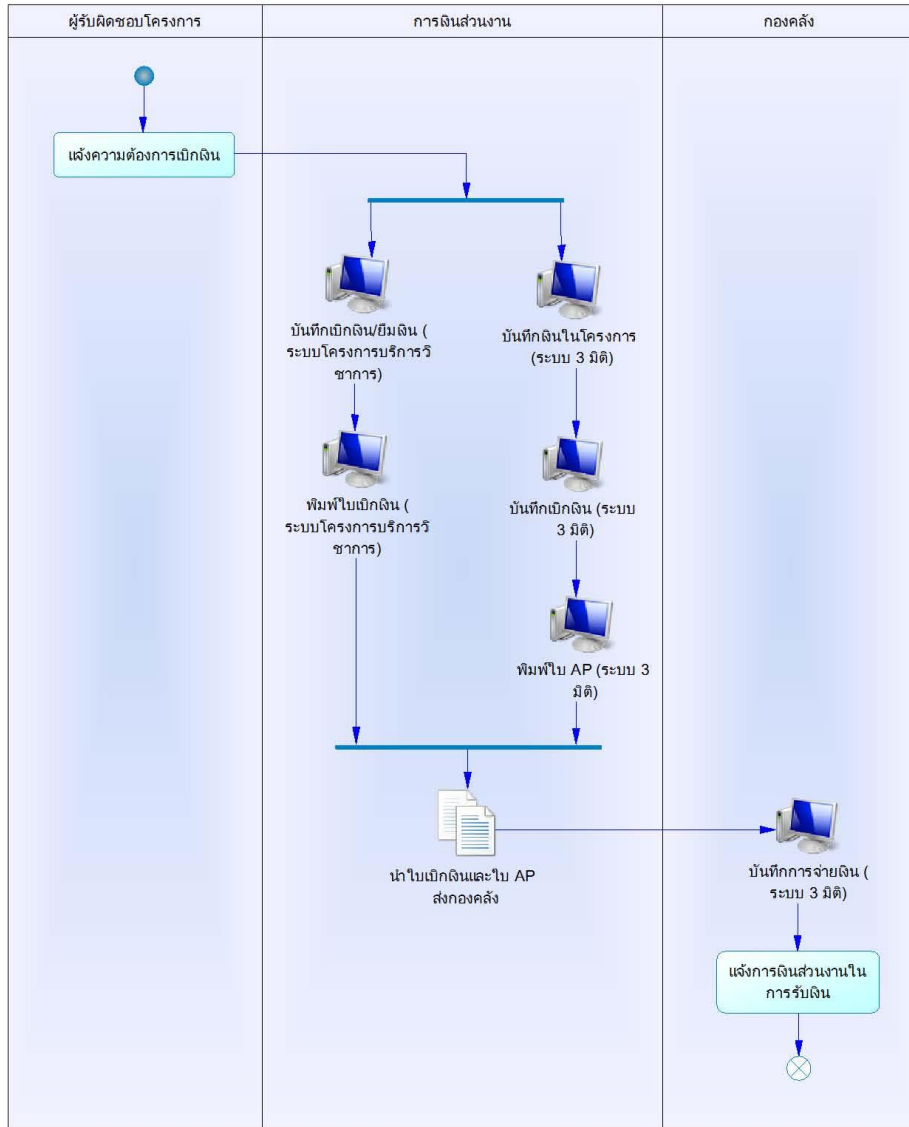 ผู้รับผิดชอบโครงการ
การเงินส่วนงาน
กองคลัง
แจ้งความต้องการเบิกเงิน
บันทึกเบิกเงิน/ยืมเงิน (
ระบบโครงการบริการวิ
ชาการ)
บันทึกเงินในโครงการ
(ระบบ 3 มิติ)
พิมพ์ใบเบิกเงิน (
ระบบโครงการบริการวิ
ชาการ)
บันทึกเบิกเงิน (ระบบ
3 มิติ)
พิมพ์ใบ AP (ระบบ 3
มิติ)
นำใบเบิกเงินและใบ AP
ส่งกองคลัง
บันทึกการจ่ายเงิน (
ระบบ 3 มิติ)
แจ้งการเงินส่วนงานใน
การรับเงิน